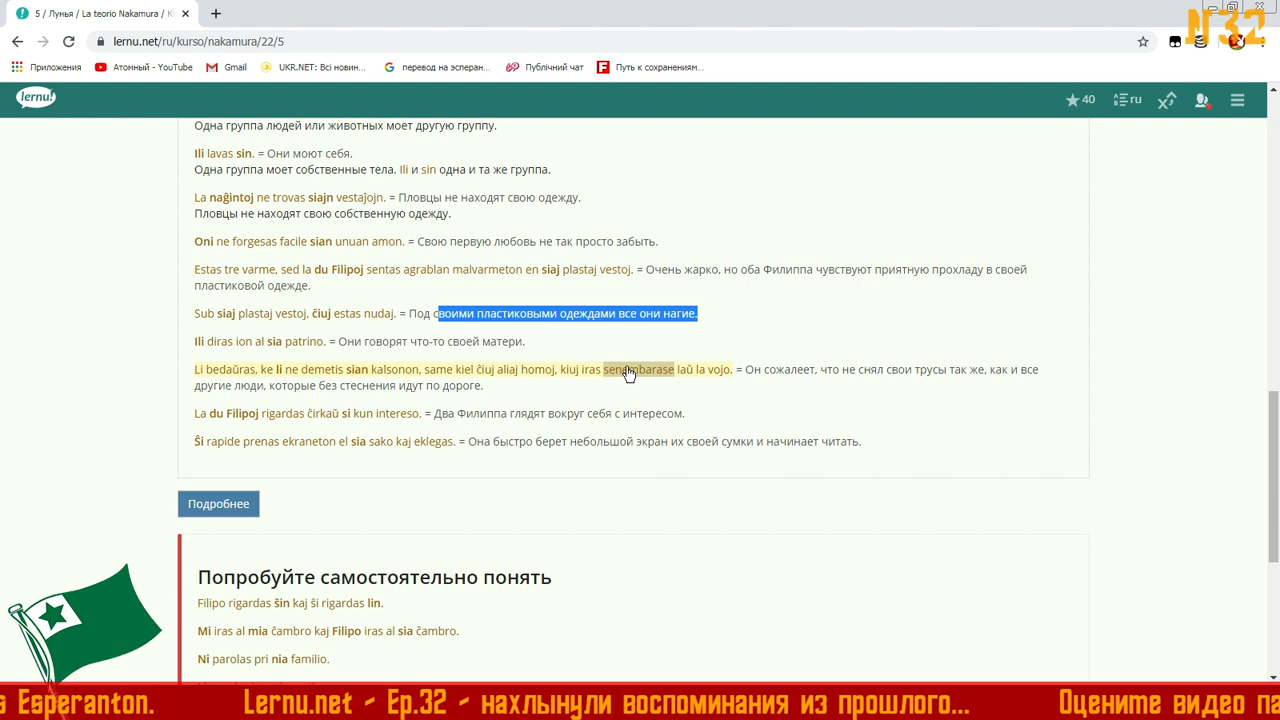 5 / Лунья / La teorio Nakamura / K
N32
lernu.net/ru/kurso/nakamura/22/5
Приложения
Атомный - YouTube
Gmail
UKR.NET: Всі новин...
перевод на эсперан...
Публічний чат
Путь к сохранениям...
lernu!
40
ru
Одна группа людей или животных моет другую группу.
Ili lavas sin. = Они моют себя.
Одна группа моет собственные тела. Ili и sin одна и та же группа.
La naĝintoj ne trovas siajn vestaĵojn. = Пловцы не находят свою одежду.
Пловцы не находят свою собственную одежду.
Oni ne forgesas facile sian unuan amon. = Свою первую любовь не так просто забыть.
Estas tre varme, sed la du Filipoj sentas agrablan malvarmeton en siaj plastaj vestoj. = Очень жарко, но оба Филиппа чувствуют приятную прохладу в своей
пластиковой одежде.
Sub siaj plastaj vestoj, ĉiuj estas nudaj. = Под своими пластиковыми одеждами все они нагие.
Ili diras ion al sia patrino. = Они говорят что-то своей матери.
Li bedaŭras, ke li ne demetis sian kalsonon, same kiel ĉiuj aliaj homoj, kiuj iras senembarase laŭ la vojo. = Он сожалеет, что не снял свои трусы так же, как и все
другие люди, которые без стеснения идут по дороге.
La du Filipoj rigardas ĉirkaŭ si kun intereso. = Два Филиппа глядят вокруг себя с интересом.
Ŝi rapide prenas ekraneton el sia sako kaj eklegas. = Она быстро берет небольшой экран их своей сумки и начинает читать.
Подробнее
Попробуйте самостоятельно понять
Filipo rigardas ŝin kaj ŝi rigardas lin.
Mi iras al mia ĉambro kaj Filipo iras al sia ĉambro.
Ni parolas pri nia familio.
s Esperanton. Lernu.net - Ep.32 - нахлынули воспоминания из прошлого... Оцените видео па